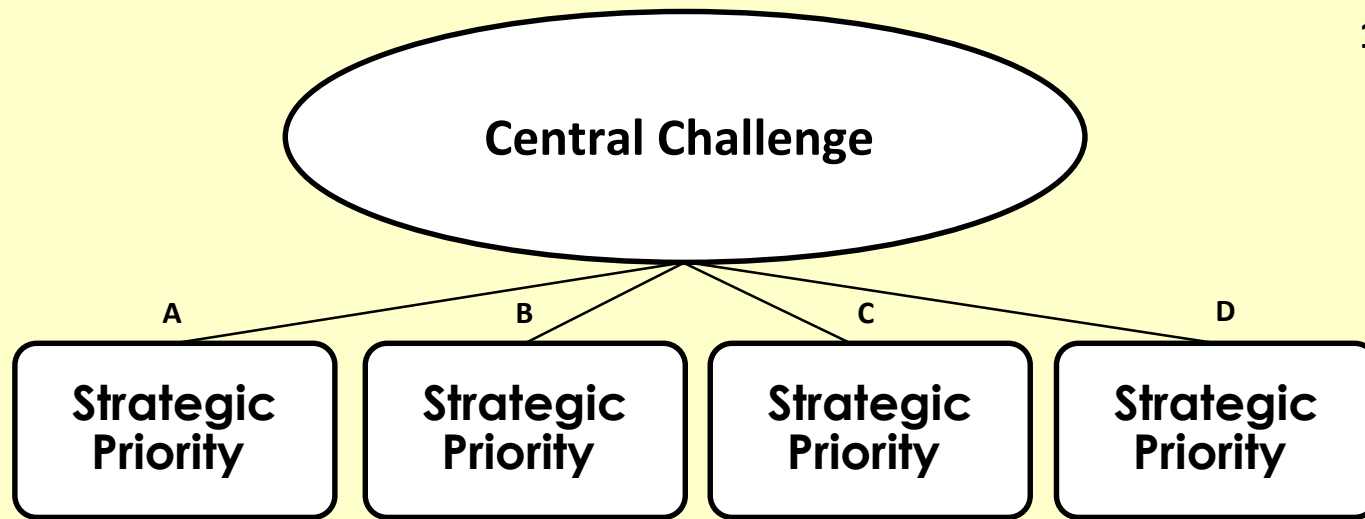 Central Challenge
A
B
C
D
Strategic
Priority
Strategic
Priority
Strategic
Priority
Strategic
Priority